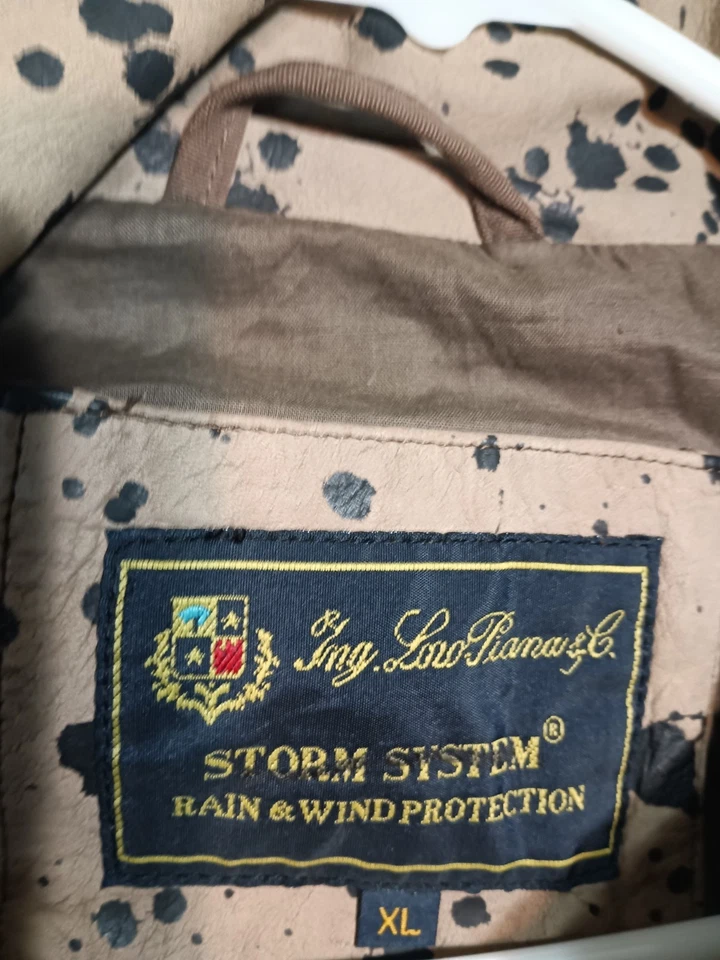 Ing. Loro Piana & C.
STORM SYSTEM®
RAIN & WIND PROTECTION
XL